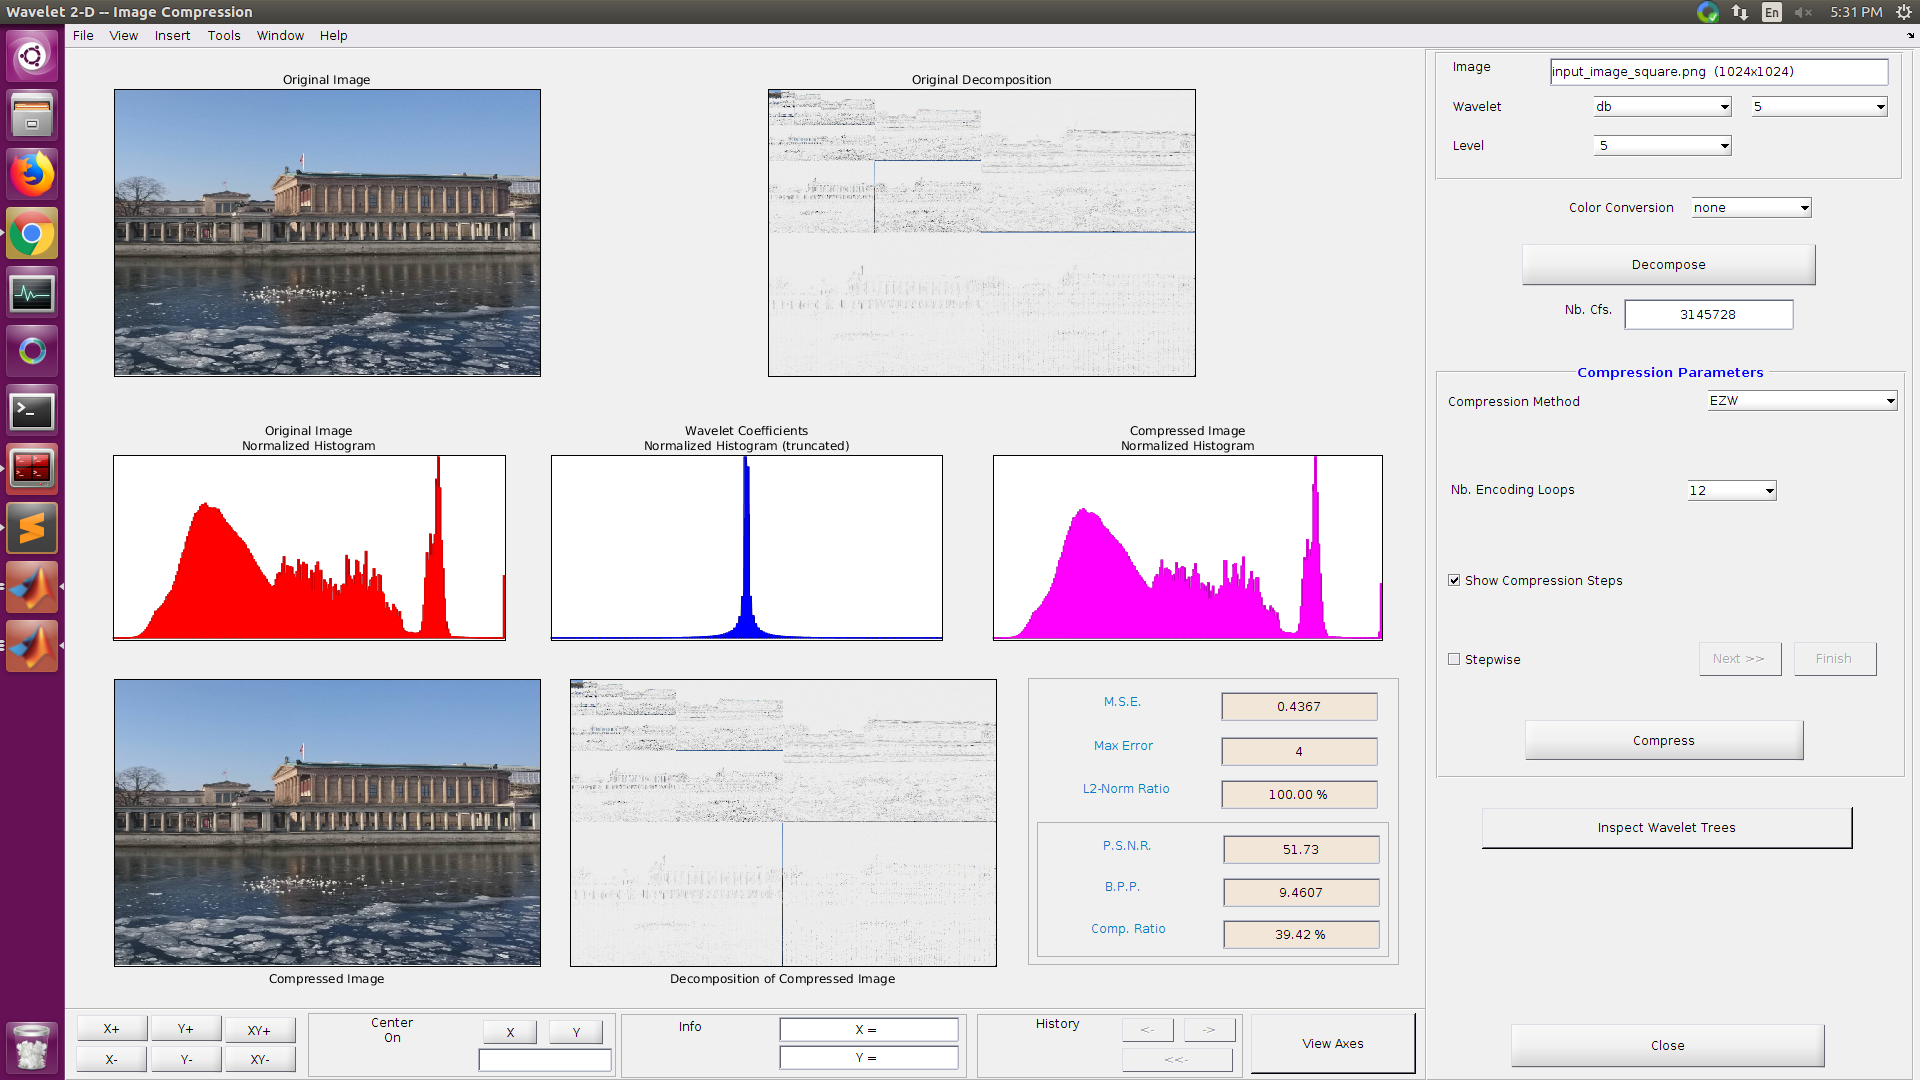 Wavelet 2-D -- Image Compression
En
5:31 PM
File View Insert Tools Window Help
Original Image
Original Decomposition
Original Image
Normalized Histogram
Wavelet Coefficients
Normalized Histogram (truncated)
Compressed Image
Normalized Histogram
Compressed Image
Decomposition of Compressed Image
M.S.E. 0.4367
Max Error 4
L2-Norm Ratio 100.00 %
P.S.N.R. 51.73
B.P.P. 9.4607
Comp. Ratio 39.42 %
Image input_image_square.png (1024x1024)
Wavelet db 5
Level 5
Color Conversion none
Decompose
Nb. Cfs. 3145728
Compression Parameters
Compression Method EZW
Nb. Encoding Loops 12
Show Compression Steps
Stepwise Next >> Finish
Compress
Inspect Wavelet Trees
Close
X+ Y+ XY+
X- Y- XY-
Center
On
X Y
Info
X =
Y =
History
<- ->
<<-
View Axes